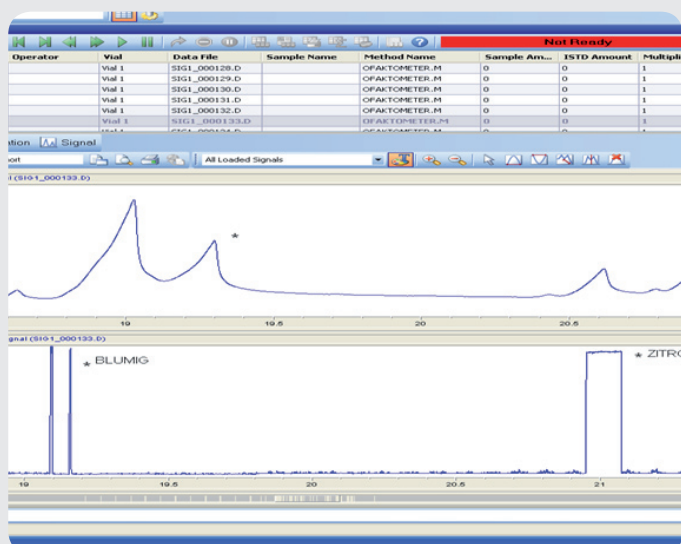 Not Ready
Operator Vial Data File Sample Name Method Name Sample Am... ISTD Amount Multipli
Vial 1 SIG1_000128.D OFAKTOMETER.M 0 0 1
Vial 1 SIG1_000129.D OFAKTOMETER.M 0 0 1
Vial 1 SIG1_000130.D OFAKTOMETER.M 0 0 1
Vial 1 SIG1_000131.D OFAKTOMETER.M 0 0 1
Vial 1 SIG1_000132.D OFAKTOMETER.M 0 0 1
Vial 1 SIG1_000133.D OFAKTOMETER.M 0 0 1
ation Signal
port All Loaded Signals
al (SIG1_000133.D)
*
19 19.5 20 20.5
ignal (SIG1_000133.D)
* BLUMIG * ZITRO
19 19.5 20 20.5 21